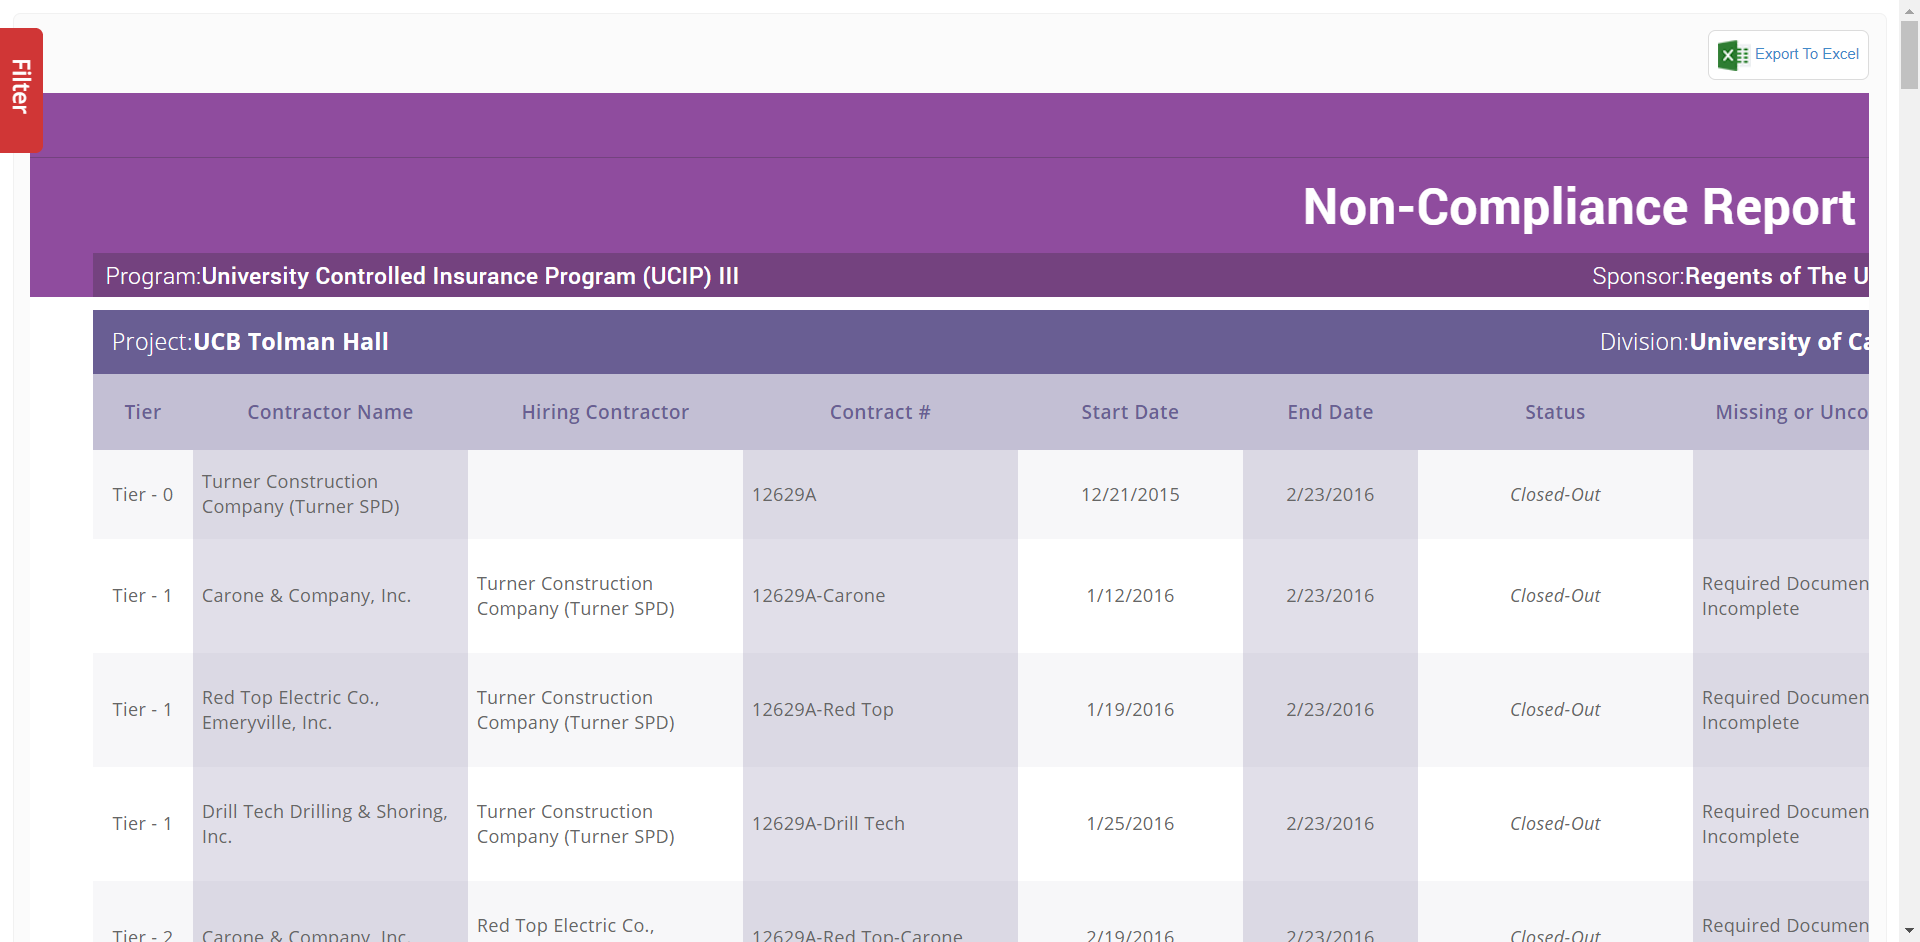 Filter
Export To Excel
Non-Compliance Report
Program:University Controlled Insurance Program (UCIP) III
Sponsor:Regents of The U
Project:UCB Tolman Hall
Division:University of Ca
Tier Contractor Name Hiring Contractor Contract # Start Date End Date Status Missing or Unco
Tier - 0
Turner Construction
Company (Turner SPD)
12629A
12/21/2015
2/23/2016
Closed-Out
Tier - 1
Carone & Company, Inc.
Turner Construction
Company (Turner SPD)
12629A-Carone
1/12/2016
2/23/2016
Closed-Out
Required Documen
Incomplete
Tier - 1
Red Top Electric Co.,
Emeryville, Inc.
Turner Construction
Company (Turner SPD)
12629A-Red Top
1/19/2016
2/23/2016
Closed-Out
Required Documen
Incomplete
Tier - 1
Drill Tech Drilling & Shoring,
Inc.
Turner Construction
Company (Turner SPD)
12629A-Drill Tech
1/25/2016
2/23/2016
Closed-Out
Required Documen
Incomplete
Tier - 2
Carone & Company, Inc.
Red Top Electric Co.,
12629A-Red Top-Carone
2/19/2016
2/23/2016
Closed-Out
Required Documen